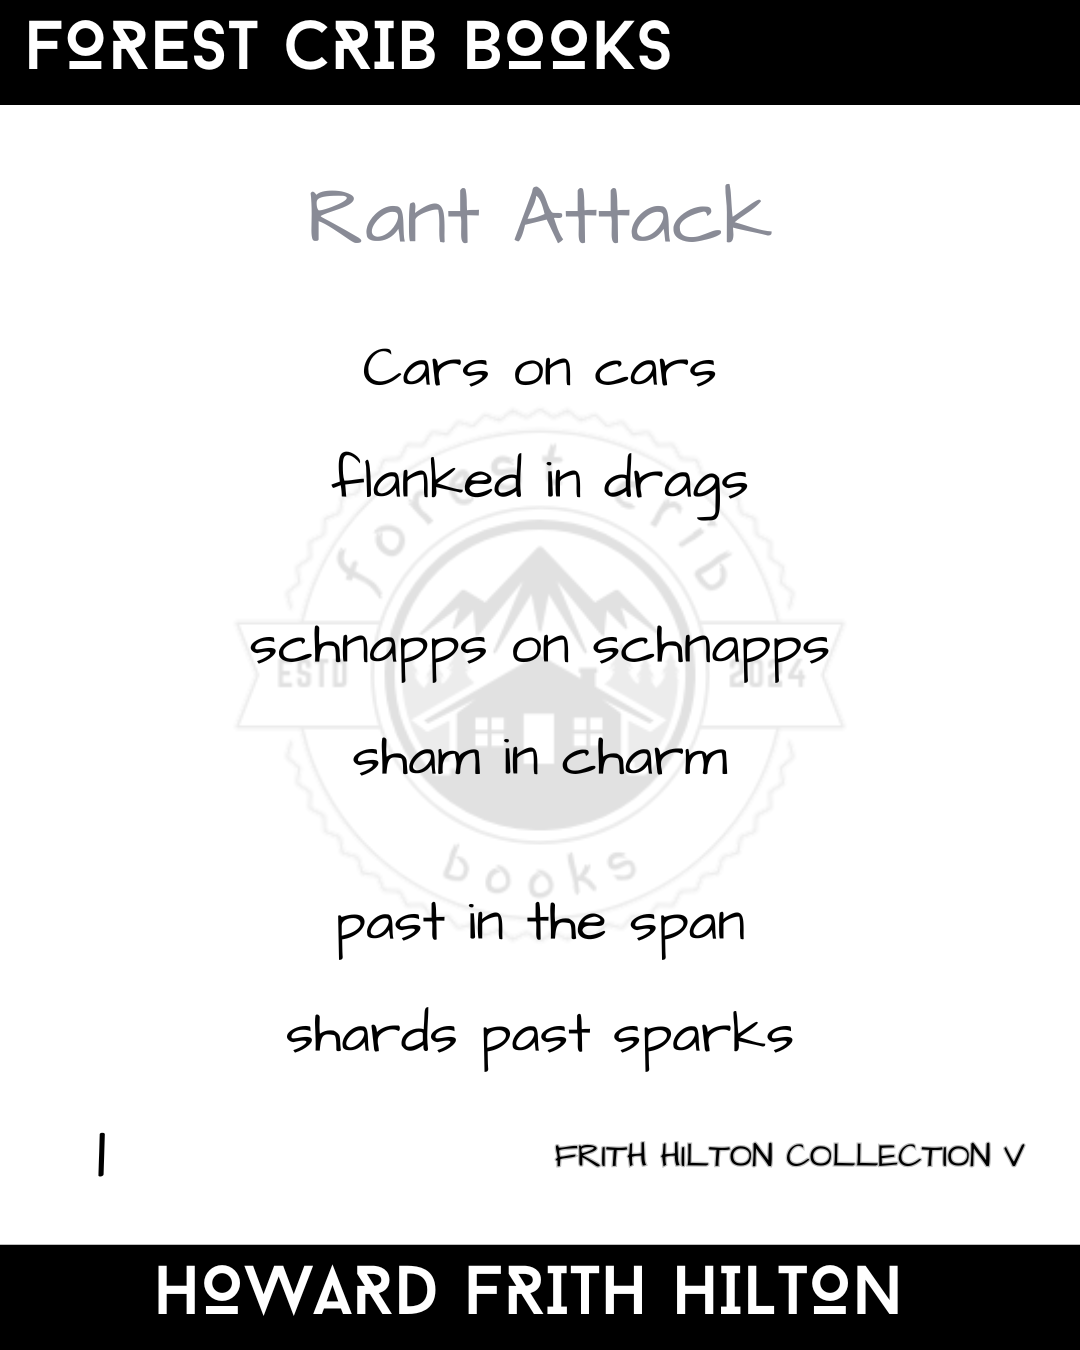 FOREST CRIB BOOKS
Rant Attack
Cars on cars
flanked in drags
forest crib
schnapps on schnapps
ESTD 2024
sham in charm
books
past in the span
shards past sparks
1
FRITH HILTON COLLECTION V
HOWARD FRITH HILTON